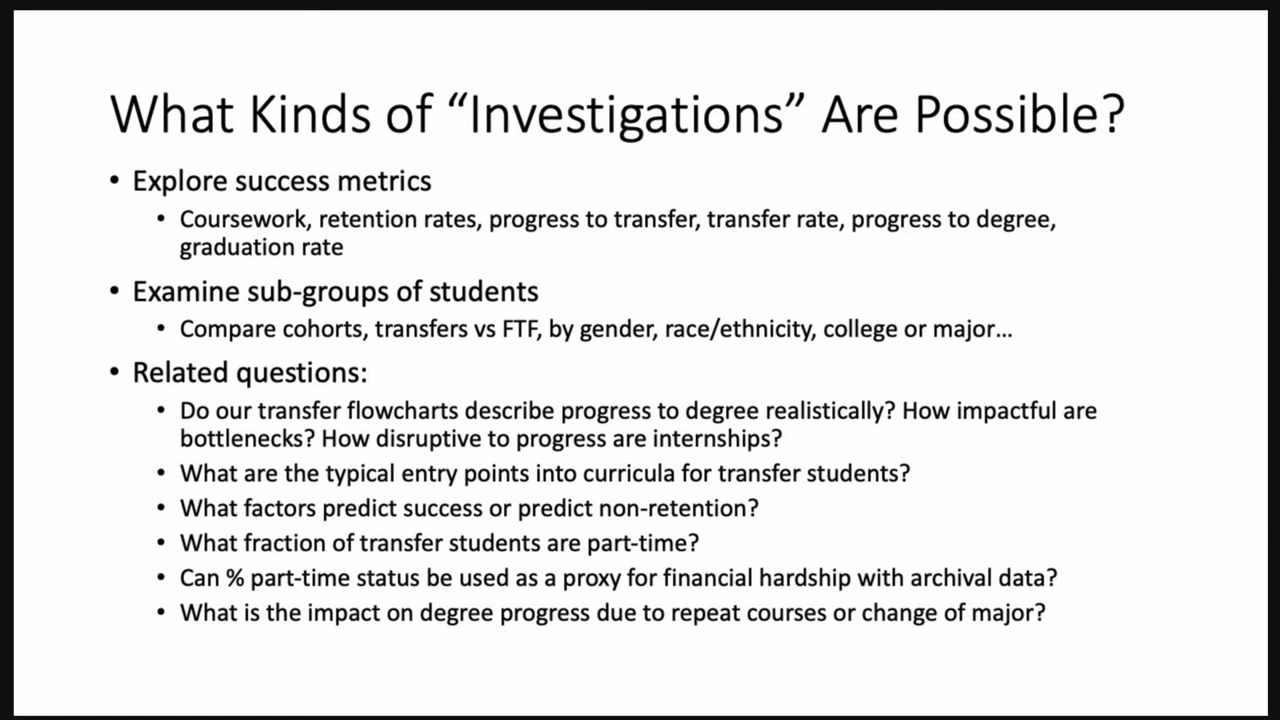 What Kinds of “Investigations” Are Possible?
• Explore success metrics
• Coursework, retention rates, progress to transfer, transfer rate, progress to degree,
graduation rate
• Examine sub-groups of students
• Compare cohorts, transfers vs FTF, by gender, race/ethnicity, college or major...
• Related questions:
• Do our transfer flowcharts describe progress to degree realistically? How impactful are
bottlenecks? How disruptive to progress are internships?
• What are the typical entry points into curricula for transfer students?
• What factors predict success or predict non-retention?
• What fraction of transfer students are part-time?
• Can % part-time status be used as a proxy for financial hardship with archival data?
• What is the impact on degree progress due to repeat courses or change of major?